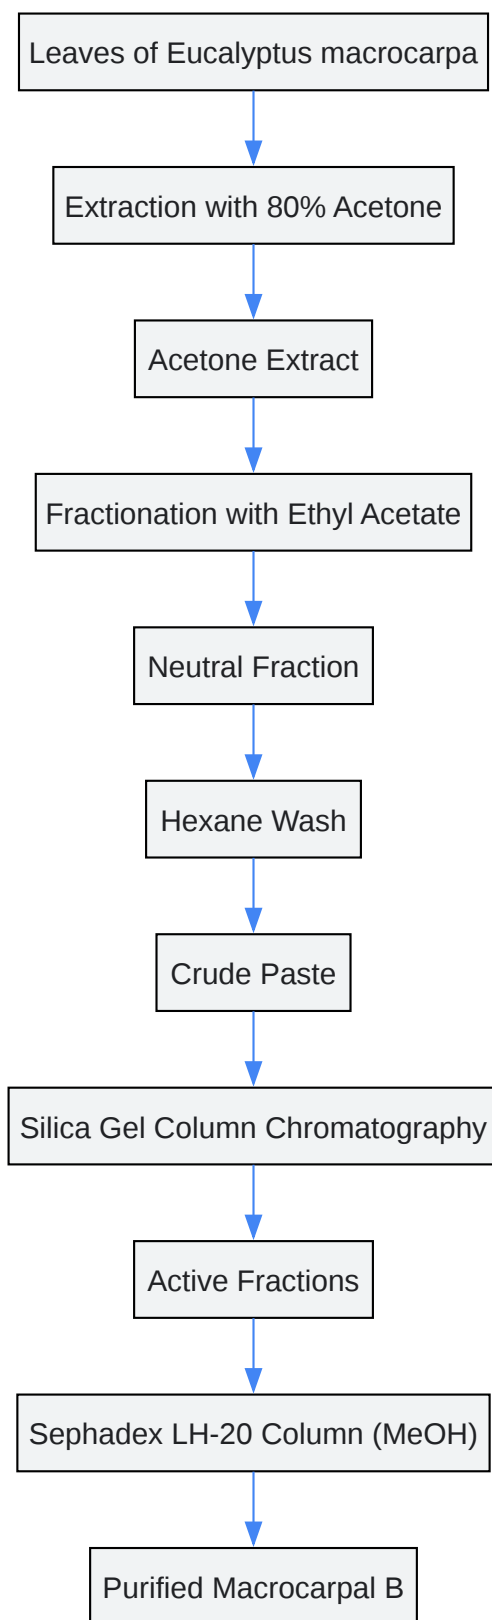 Leaves of Eucalyptus macrocarpa
Extraction with 80% Acetone
Acetone Extract
Fractionation with Ethyl Acetate
Neutral Fraction
Hexane Wash
Crude Paste
Silica Gel Column Chromatography
Active Fractions
Sephadex LH-20 Column (MeOH)
Purified Macrocarpal B